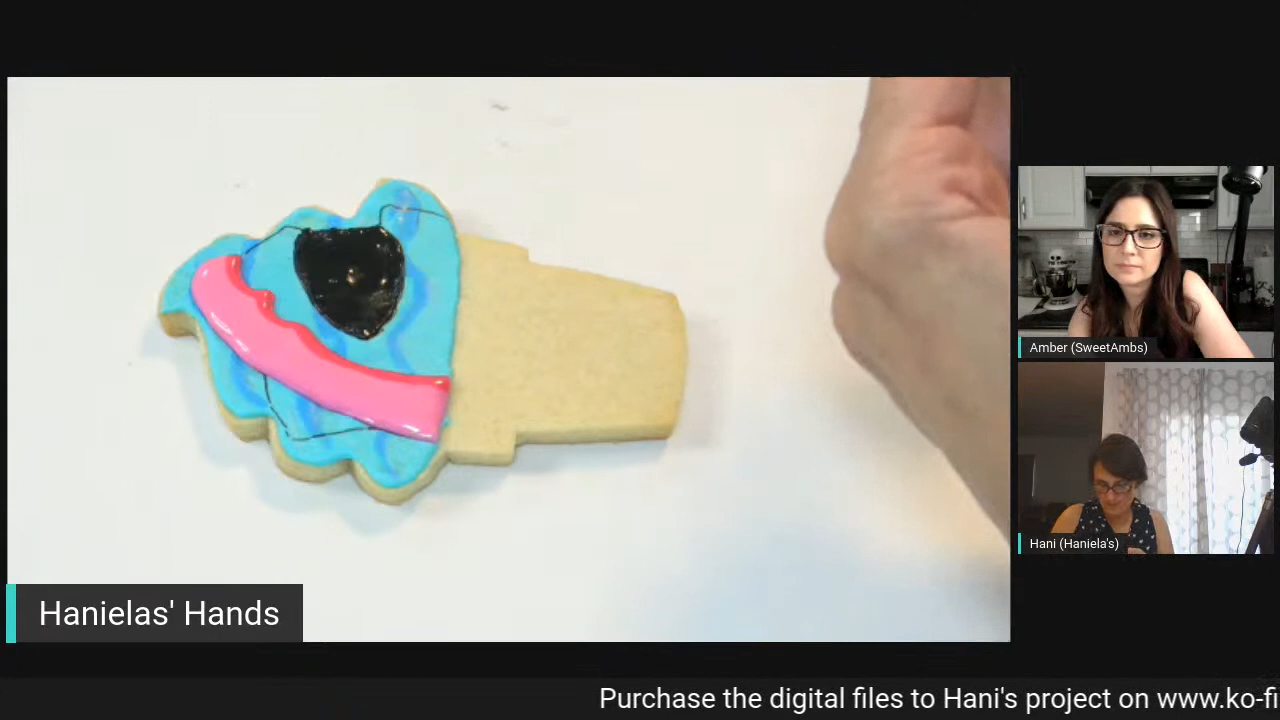 Amber (SweetAmbs)
Hani (Haniela's)
Hanielas' Hands
Purchase the digital files to Hani's project on www.ko-fi